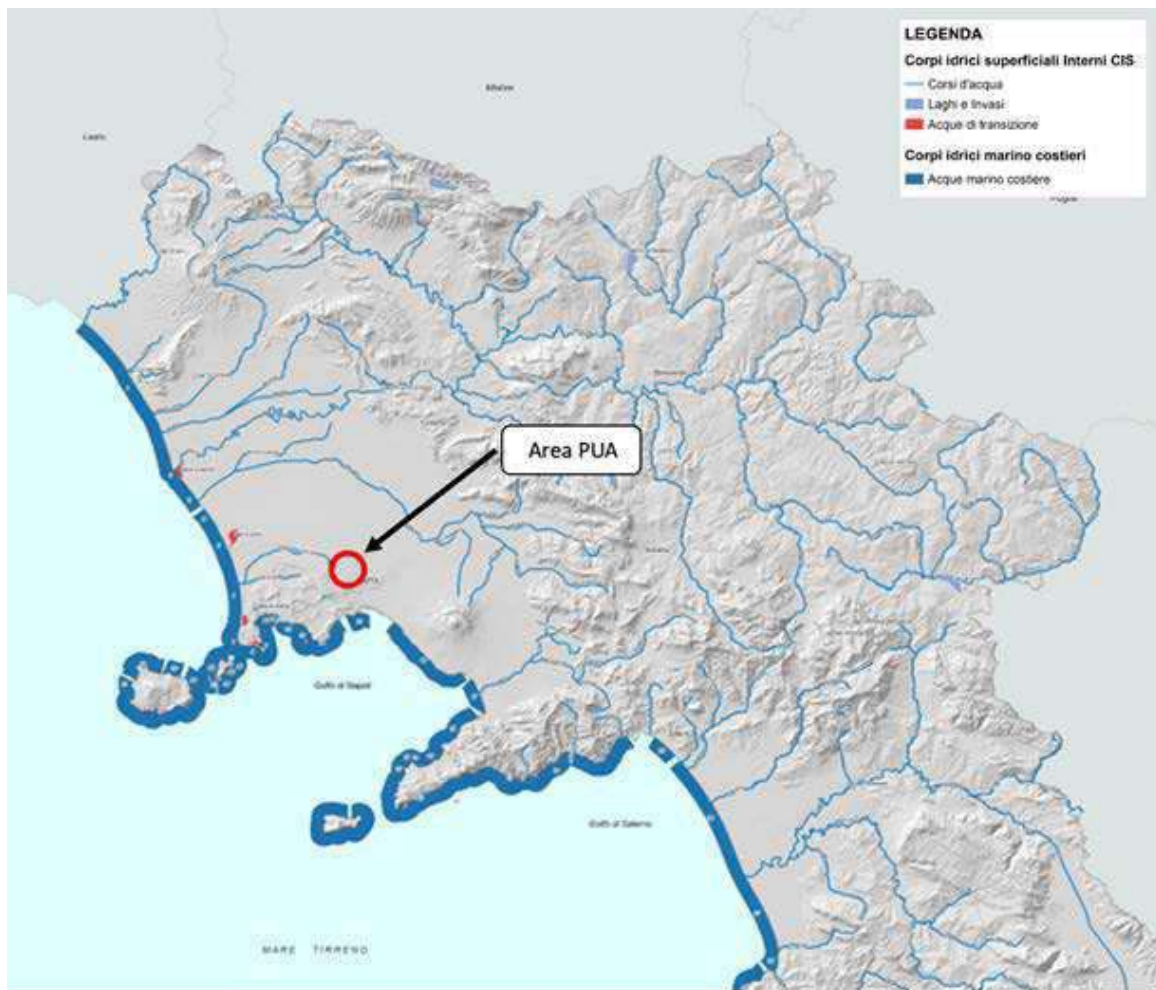 LEGENDA
Corpi idrici superficiali Interni CIS
Corsi d'acqua
Laghi e Invasi
Acque di transizione
Corpi idrici marino costieri
Acque marino costiere
Area PUA
Golfo di Napoli
Golfo di Salerno
MARE TIRRENO